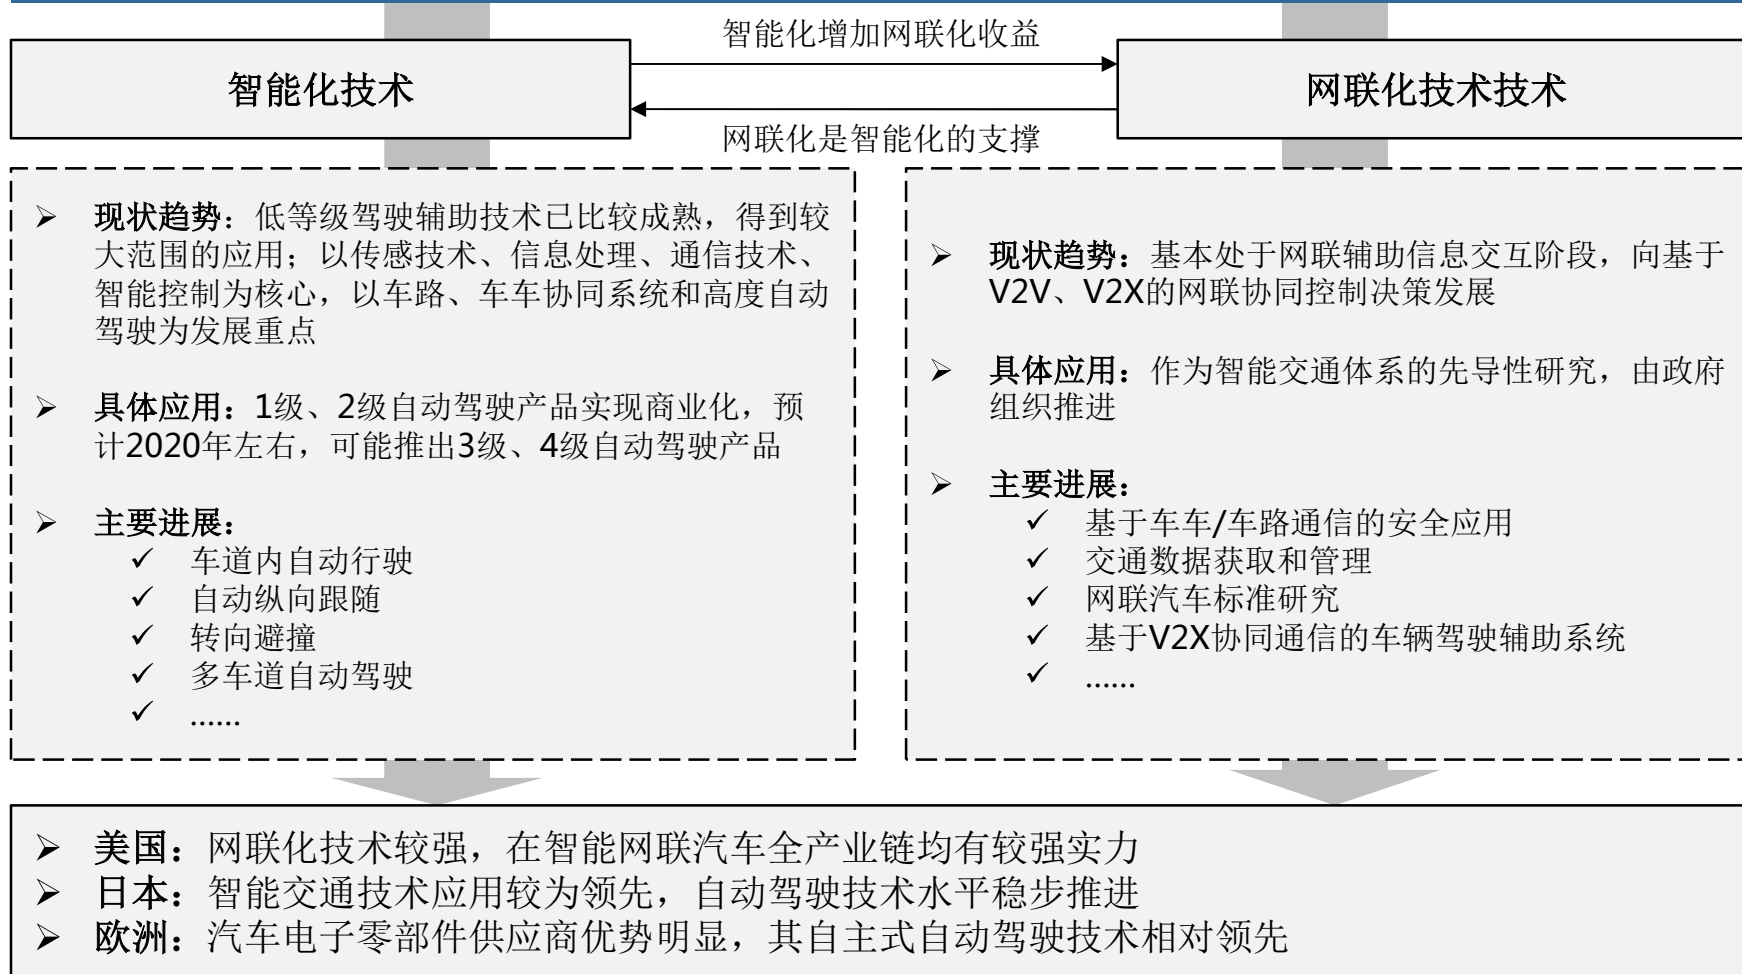 智能化增加网联化收益
智能化技术
网联化技术技术
网联化是智能化的支撑
➢ 现状趋势：低等级驾驶辅助技术已比较成熟，得到较
大范围的应用；以传感技术、信息处理、通信技术、
智能控制为核心，以车路、车车协同系统和高度自动
驾驶为发展重点
➢ 具体应用：1级、2级自动驾驶产品实现商业化，预
计2020年左右，可能推出3级、4级自动驾驶产品
➢ 主要进展：
✓ 车道内自动行驶
✓ 自动纵向跟随
✓ 转向避撞
✓ 多车道自动驾驶
✓ ......
➢ 现状趋势：基本处于网联辅助信息交互阶段，向基于
V2V、V2X的网联协同控制决策发展
➢ 具体应用：作为智能交通体系的先导性研究，由政府
组织推进
➢ 主要进展：
✓ 基于车车/车路通信的安全应用
✓ 交通数据获取和管理
✓ 网联汽车标准研究
✓ 基于V2X协同通信的车辆驾驶辅助系统
✓ ......
➢ 美国：网联化技术较强，在智能网联汽车全产业链均有较强实力
➢ 日本：智能交通技术应用较为领先，自动驾驶技术水平稳步推进
➢ 欧洲：汽车电子零部件供应商优势明显，其自主式自动驾驶技术相对领先